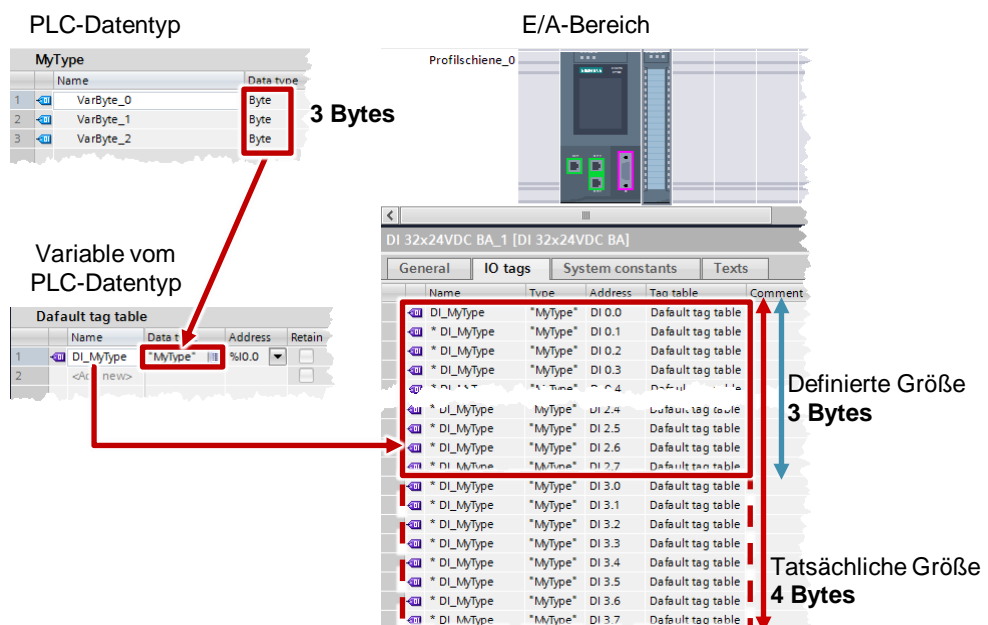 PLC-Datentyp
E/A-Bereich
MyType
Name Data type
1 VarByte_0 Byte
2 VarByte_1 Byte
3 VarByte_2 Byte
3 Bytes
Profilschiene_0
SIEMENS
Variable vom
PLC-Datentyp
Dafault tag table
Name Data t Address Retain
1 DI_MyType "MyType" %I0.0
2 <Add new>
DI 32x24VDC BA_1 [DI 32x24VDC BA]
General IO tags System constants Texts
Name Type Address Tag table Comment
DI_MyType "MyType" DI 0.0 Dafault tag table
* DI_MyType "MyType" DI 0.1 Dafault tag table
* DI_MyType "MyType" DI 0.2 Dafault tag table
* DI_MyType "MyType" DI 0.3 Dafault tag table
* DI_MyType "MyType" DI 2.4 Dafault tag table
* DI_MyType "MyType" DI 2.5 Dafault tag table
* DI_MyType "MyType" DI 2.6 Dafault tag table
* DI_MyType "MyType" DI 2.7 Dafault tag table
* DI_MyType "MyType" DI 3.0 Dafault tag table
* DI_MyType "MyType" DI 3.1 Dafault tag table
* DI_MyType "MyType" DI 3.2 Dafault tag table
* DI_MyType "MyType" DI 3.3 Dafault tag table
* DI_MyType "MyType" DI 3.4 Dafault tag table
* DI_MyType "MyType" DI 3.5 Dafault tag table
* DI_MyType "MyType" DI 3.6 Dafault tag table
* DI_MyType "MyType" DI 3.7 Dafault tag table
Definierte Größe
3 Bytes
Tatsächliche Größe
4 Bytes